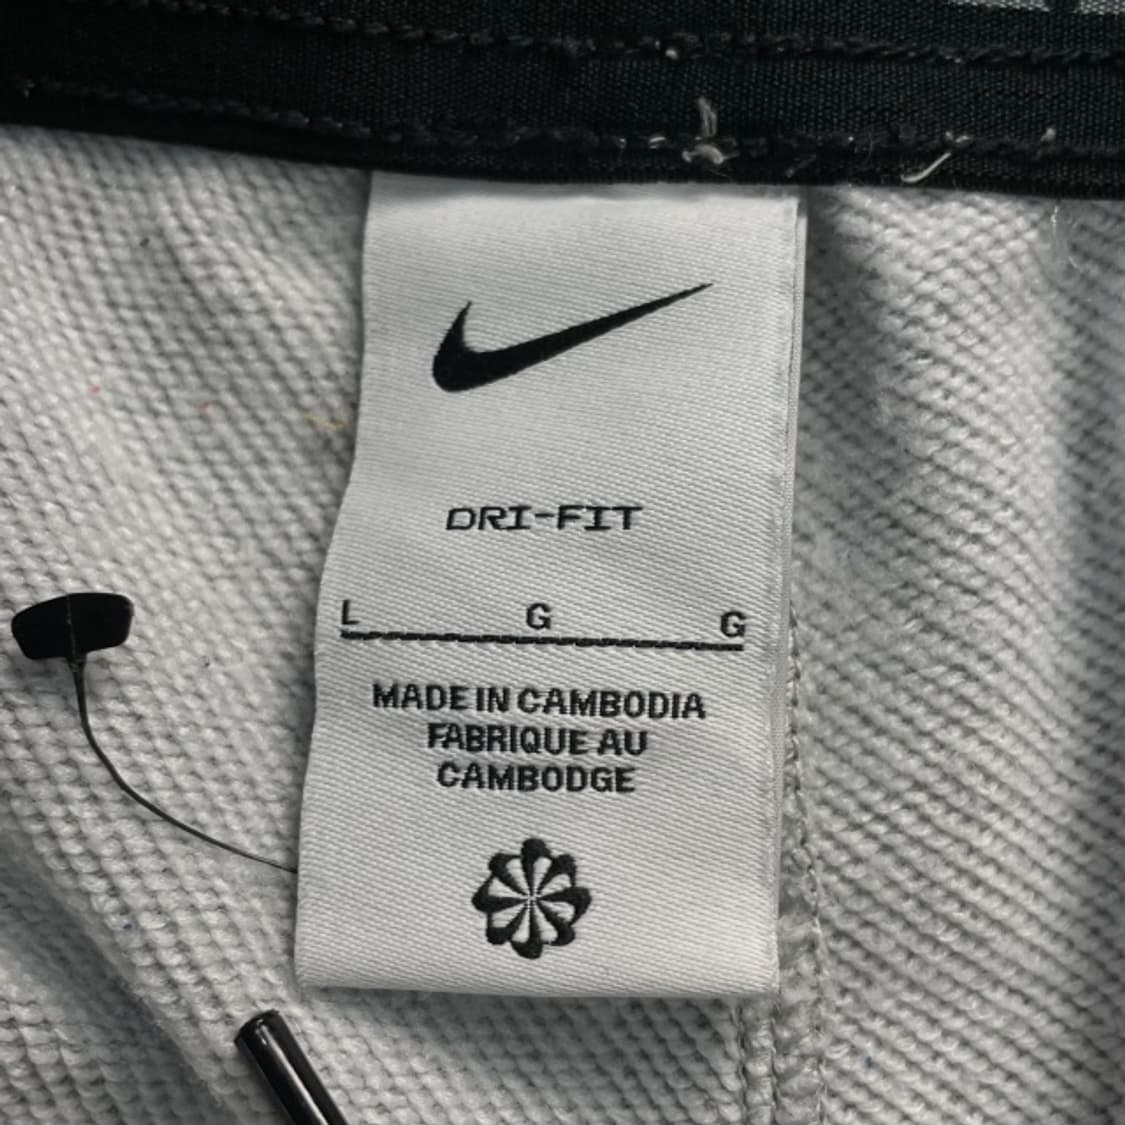 DRI-FIT
L G G
MADE IN CAMBODIA
FABRIQUE AU
CAMBODGE